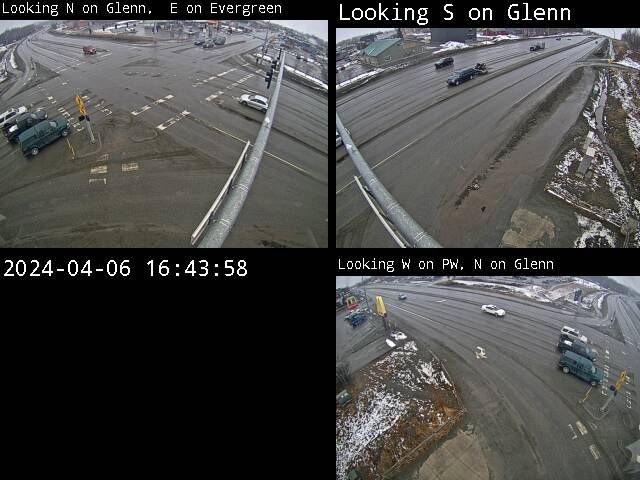 Looking N on Glenn, E on Evergreen
Looking S on Glenn
2024-04-06 16:43:58
Looking W on PW, N on Glenn